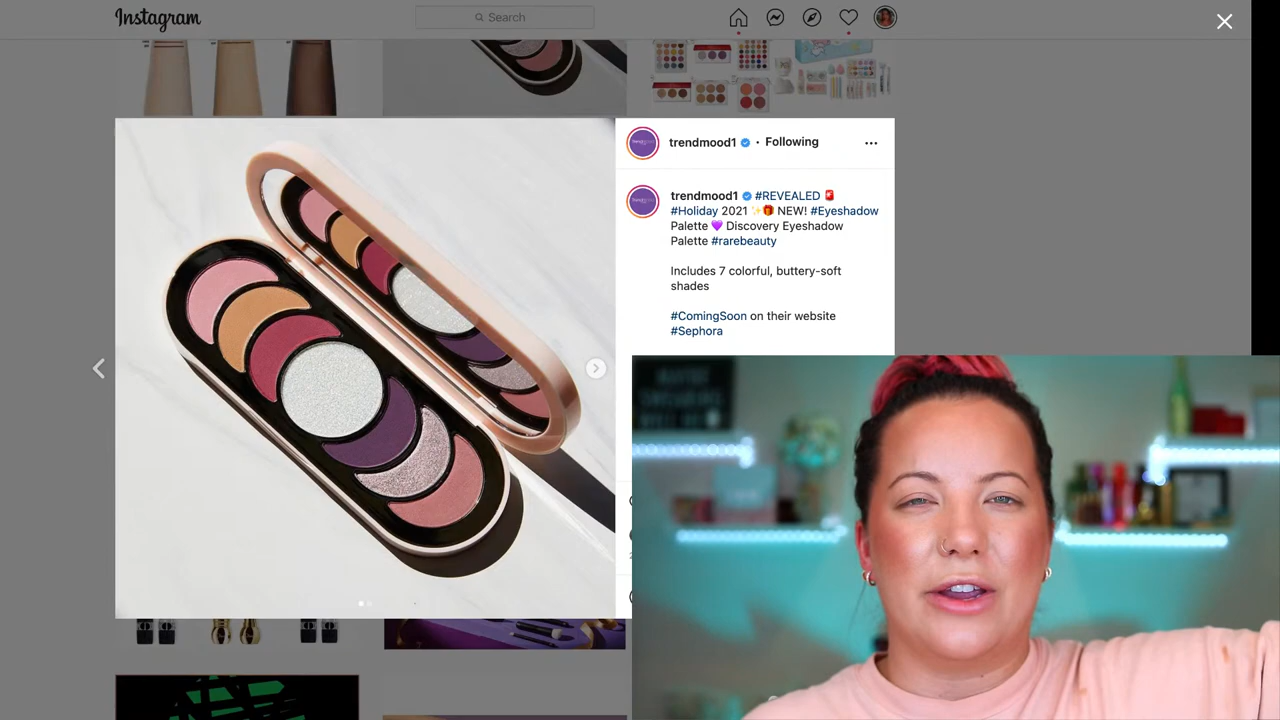 Instagram
Search
trendmood1 • Following
trendmood1 #REVEALED 🚨
#Holiday 2021 ✨🎁 NEW! #Eyeshadow
Palette 💜 Discovery Eyeshadow
Palette #rarebeauty
Includes 7 colorful, buttery-soft
shades
#ComingSoon on their website
#Sephora